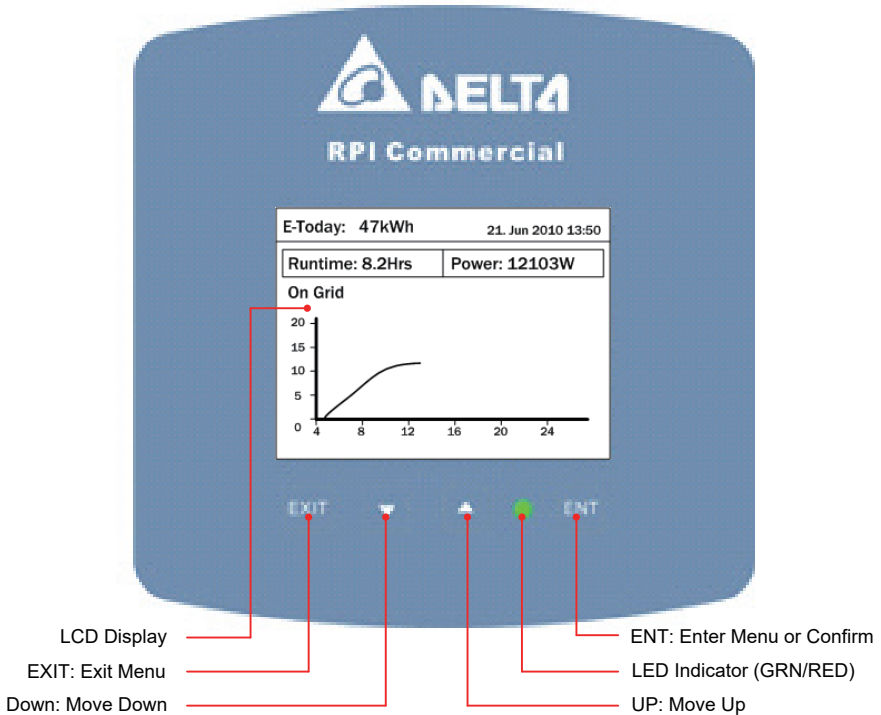 DELTA
RPI Commercial
E-Today: 47kWh 21. Jun 2010 13:50
Runtime: 8.2Hrs Power: 12103W
On Grid
20
15
10
5
0 4 8 12 16 20 24
EXIT ENT
LCD Display ENT: Enter Menu or Confirm
EXIT: Exit Menu LED Indicator (GRN/RED)
Down: Move Down UP: Move Up